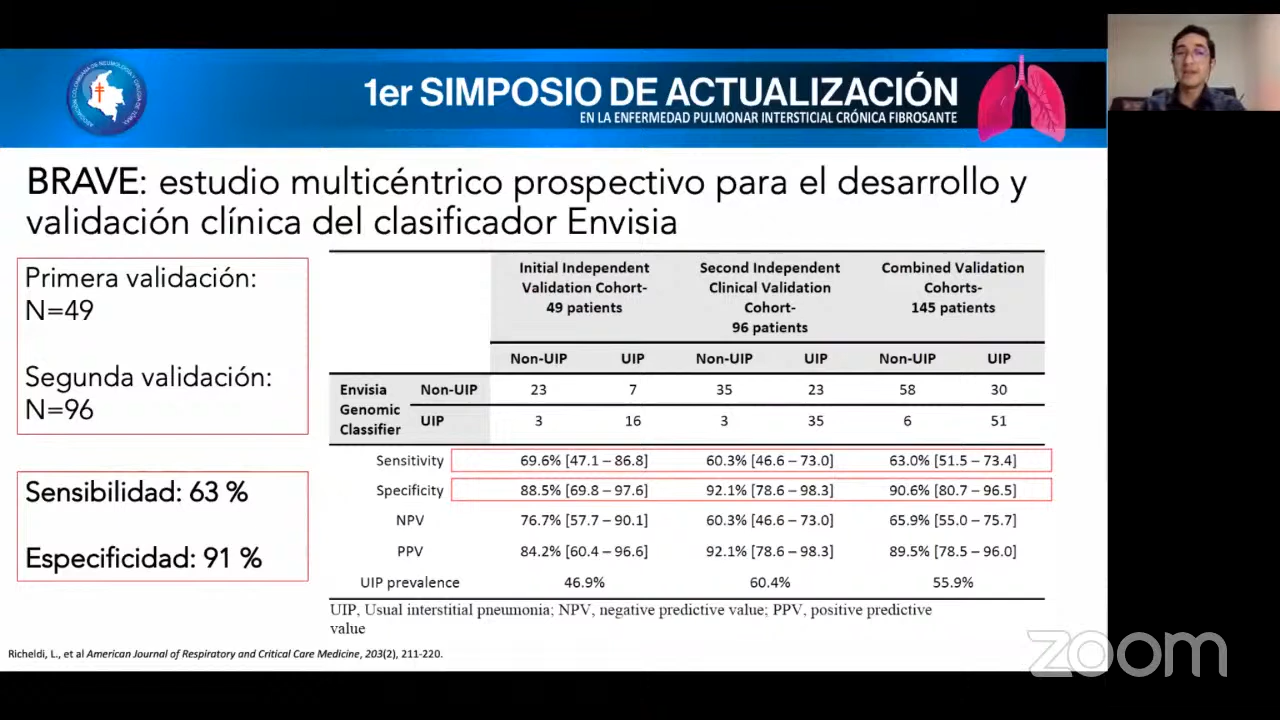 1er SIMPOSIO DE ACTUALIZACIÓN
EN LA ENFERMEDAD PULMONAR INTERSTICIAL CRÓNICA FIBROSANTE
BRAVE: estudio multicéntrico prospectivo para el desarrollo y
validación clínica del clasificador Envisia
Primera validación:
N=49
Segunda validación:
N=96
Sensibilidad: 63 %
Especificidad: 91 %
Initial Independent Validation Cohort- 49 patients
Second Independent Clinical Validation Cohort- 96 patients
Combined Validation Cohorts- 145 patients
Non-UIP UIP Non-UIP UIP Non-UIP UIP
Envisia Genomic Classifier
Non-UIP 23 7 35 23 58 30
UIP 3 16 3 35 6 51
Sensitivity 69.6% [47.1 – 86.8] 60.3% [46.6 – 73.0] 63.0% [51.5 – 73.4]
Specificity 88.5% [69.8 – 97.6] 92.1% [78.6 – 98.3] 90.6% [80.7 – 96.5]
NPV 76.7% [57.7 – 90.1] 60.3% [46.6 – 73.0] 65.9% [55.0 – 75.7]
PPV 84.2% [60.4 – 96.6] 92.1% [78.6 – 98.3] 89.5% [78.5 – 96.0]
UIP prevalence 46.9% 60.4% 55.9%
UIP, Usual interstitial pneumonia; NPV, negative predictive value; PPV, positive predictive
value
Richeldi, L., et al American Journal of Respiratory and Critical Care Medicine, 203(2), 211-220.
zoom